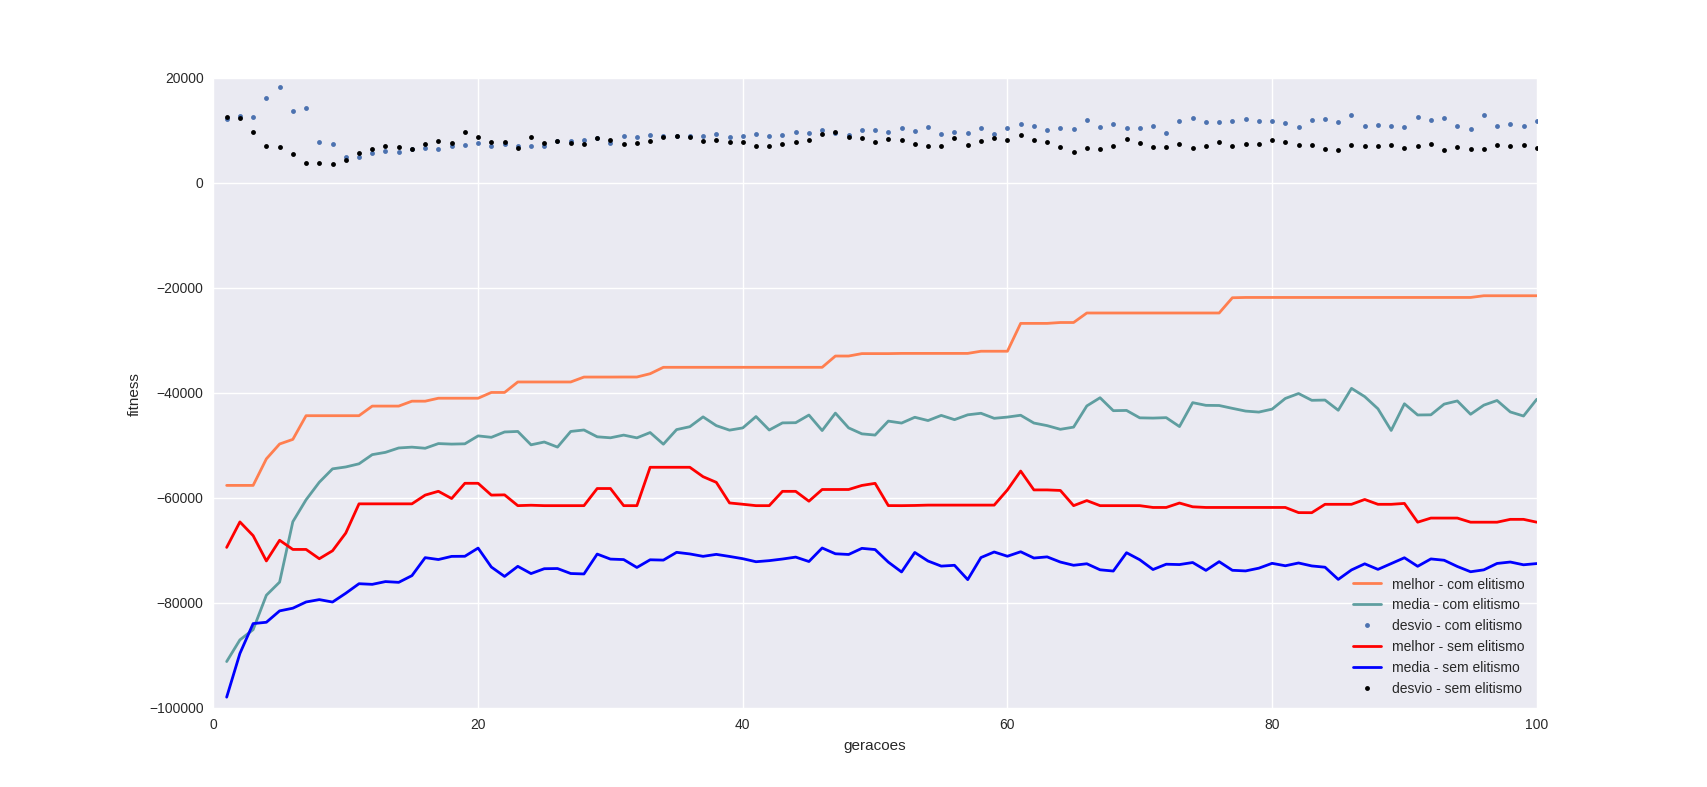 20000
0
−20000
−40000
−60000
−80000
−100000
fitness
0 20 40 60 80 100
geracoes
melhor - com elitismo
media - com elitismo
desvio - com elitismo
melhor - sem elitismo
media - sem elitismo
desvio - sem elitismo